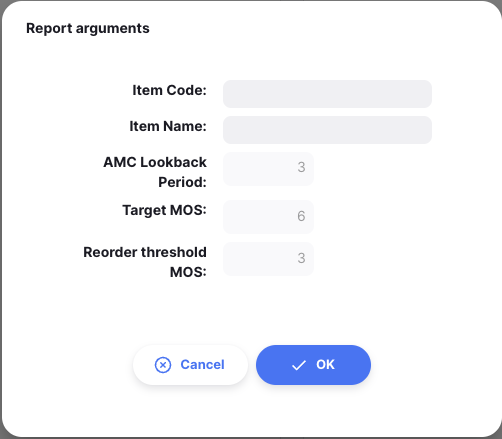 Report arguments
Item Code:
Item Name:
AMC Lookback
Period:
3
Target MOS:
6
Reorder threshold
MOS:
3
Cancel
OK